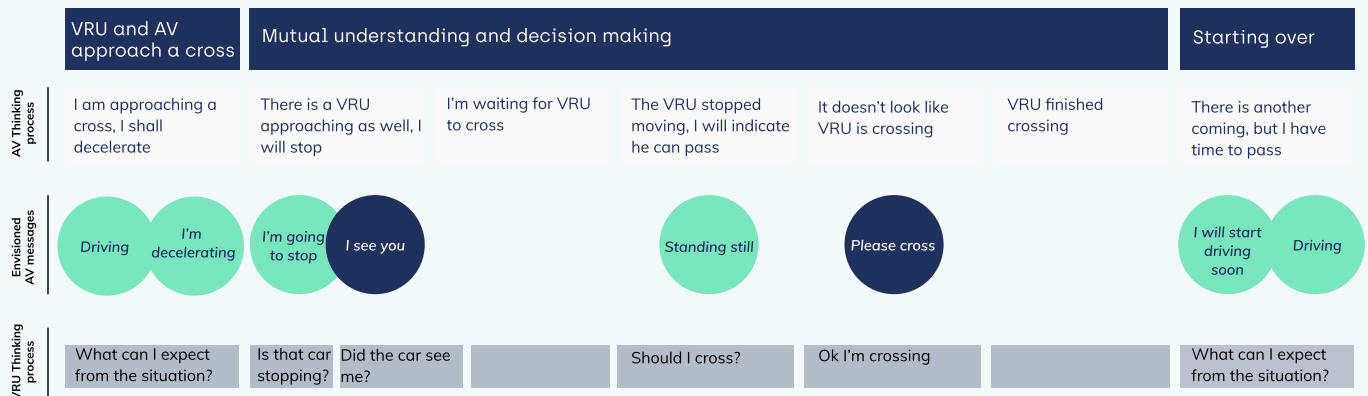 VRU and AV
approach a cross
Mutual understanding and decision making
Starting over
AV Thinking
process
I am approaching a
cross, I shall
decelerate
There is a VRU
approaching as well, I
will stop
I'm waiting for VRU
to cross
The VRU stopped
moving, I will indicate
he can pass
It doesn't look like
VRU is crossing
VRU finished
crossing
There is another
coming, but I have
time to pass
Envisioned
AV messages
Driving
I'm
decelerating
I'm going
to stop
I see you
Standing still
Please cross
I will start
driving
soon
Driving
VRU Thinking
process
What can I expect
from the situation?
Is that car
stopping?
Did the car see
me?
Should I cross?
Ok I'm crossing
What can I expect
from the situation?